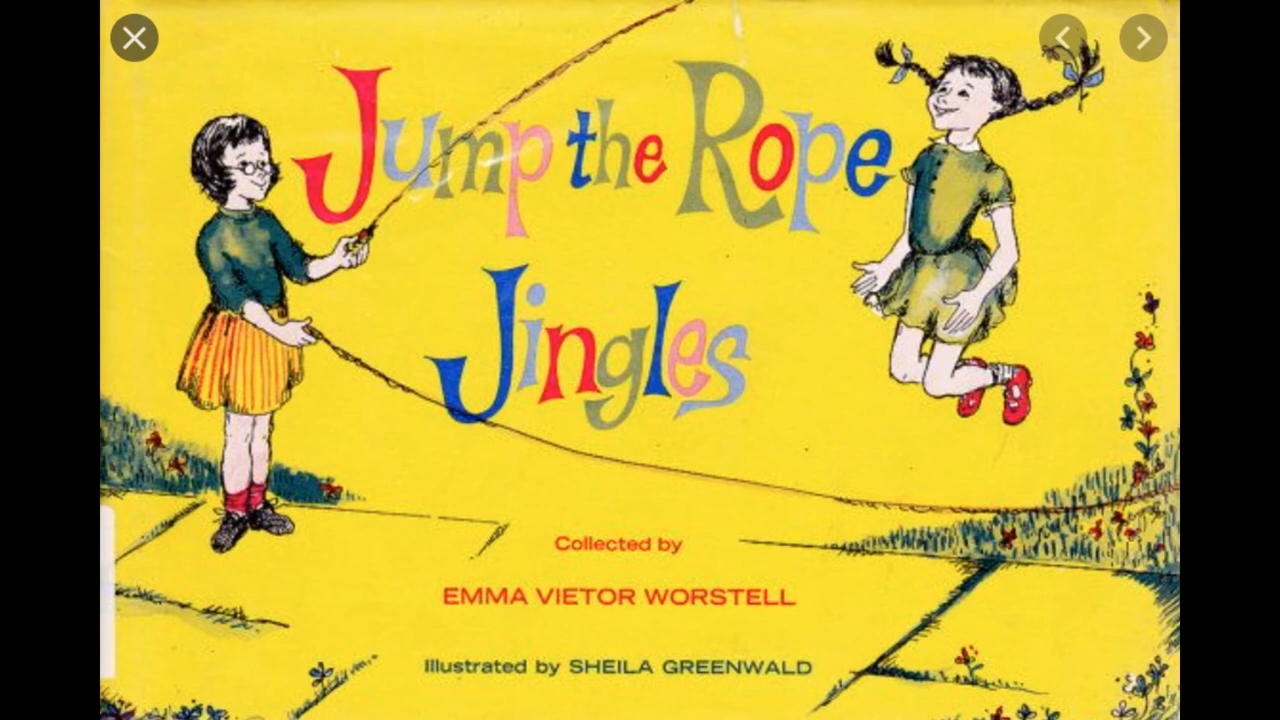 Jump the Rope
Jingles
Collected by
EMMA VIETOR WORSTELL
Illustrated by SHEILA GREENWALD